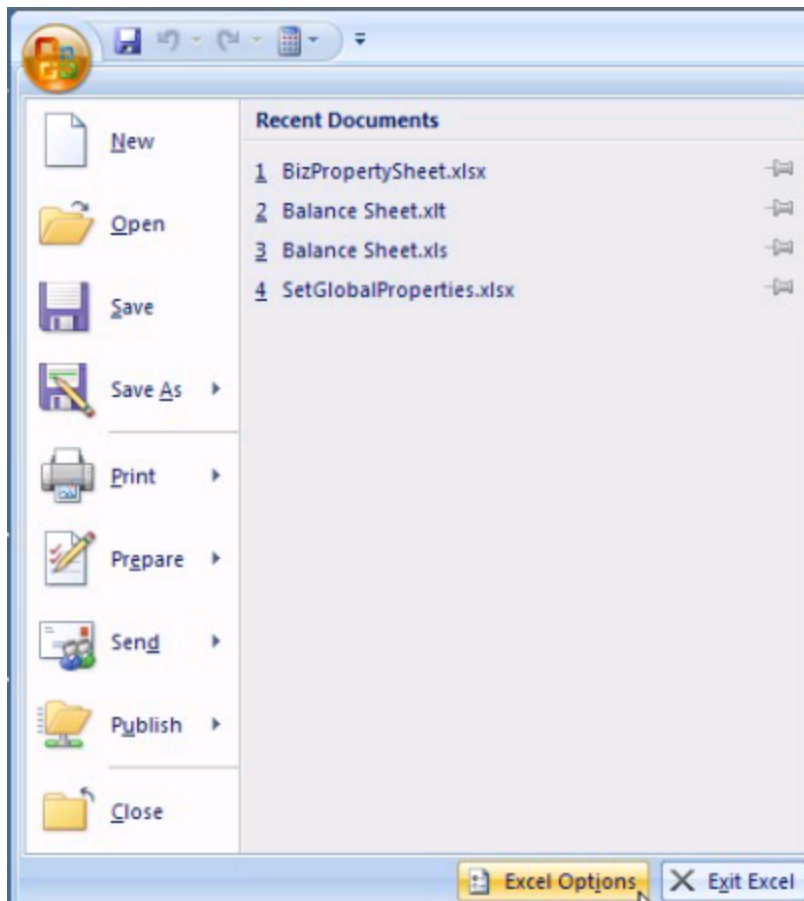 New
Open
Save
Save As
Print
Prepare
Send
Publish
Close
Recent Documents
1 BizPropertySheet.xlsx
2 Balance Sheet.xlt
3 Balance Sheet.xls
4 SetGlobalProperties.xlsx
Excel Options
Exit Excel